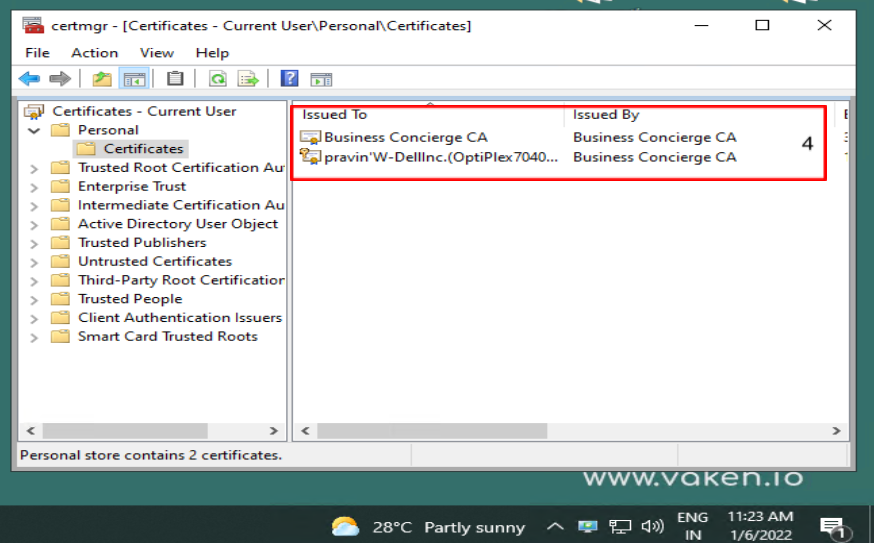 certmgr - [Certificates - Current User\Personal\Certificates]
File Action View Help
Certificates - Current User
Personal
Certificates
Trusted Root Certification Au
Enterprise Trust
Intermediate Certification Au
Active Directory User Object
Trusted Publishers
Untrusted Certificates
Third-Party Root Certification
Trusted People
Client Authentication Issuers
Smart Card Trusted Roots
Issued To Issued By
Business Concierge CA Business Concierge CA
pravin'W-DellInc.(OptiPlex7040... Business Concierge CA
4
Personal store contains 2 certificates.
www.vaken.io
28°C Partly sunny
ENG
IN
11:23 AM
1/6/2022
1